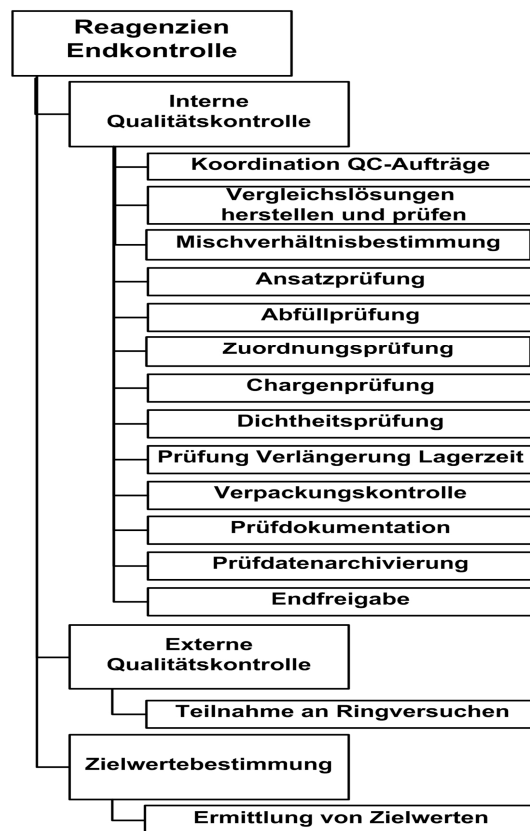 Reagenzien
Endkontrolle
Interne
Qualitätskontrolle
Koordination QC-Aufträge
Vergleichslösungen
herstellen und prüfen
Mischverhältnisbestimmung
Ansatzprüfung
Abfüllprüfung
Zuordnungsprüfung
Chargenprüfung
Dichtheitsprüfung
Prüfung Verlängerung Lagerzeit
Verpackungskontrolle
Prüfdokumentation
Prüfdatenarchivierung
Endfreigabe
Externe
Qualitätskontrolle
Teilnahme an Ringversuchen
Zielwertebestimmung
Ermittlung von Zielwerten